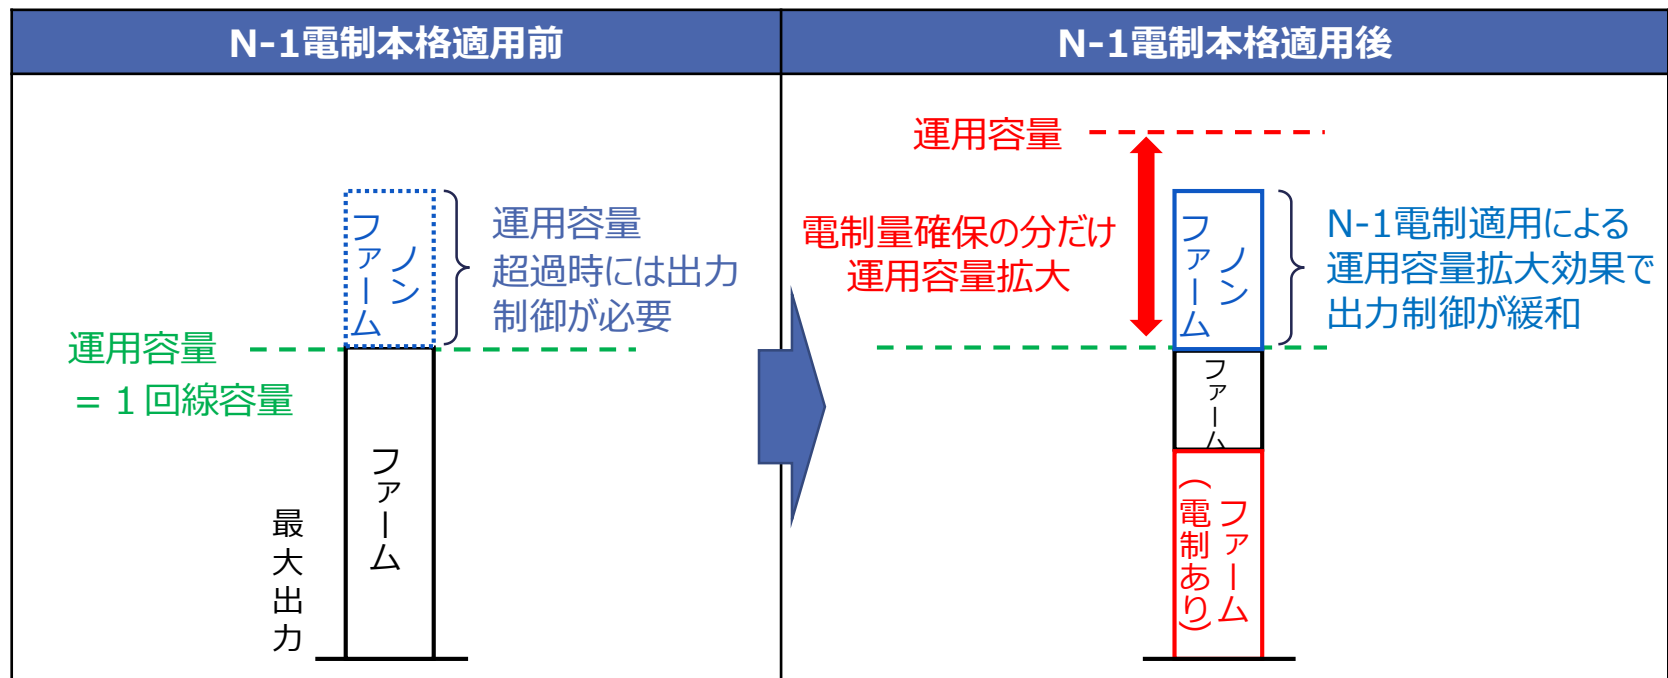 N-1電制本格適用前
ノン
ファーム
運用容量
超過時には出力
制御が必要
運用容量
= 1 回線容量
ファーム
最大出力
N-1電制本格適用後
運用容量
電制量確保の分だけ
運用容量拡大
ノン
ファーム
N-1電制適用による
運用容量拡大効果で
出力制御が緩和
ファーム
ファーム
(電制あり)